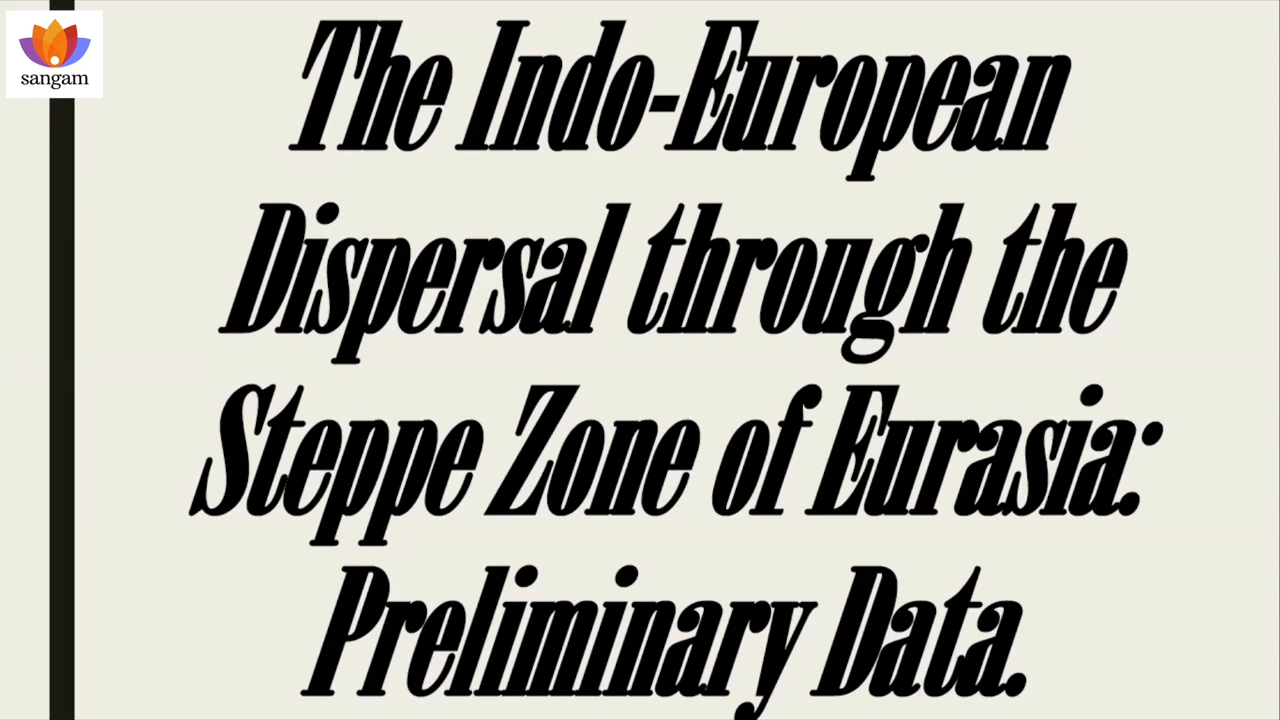 sangam
The Indo-European
Dispersal through the
Steppe Zone of Eurasia:
Preliminary Data.